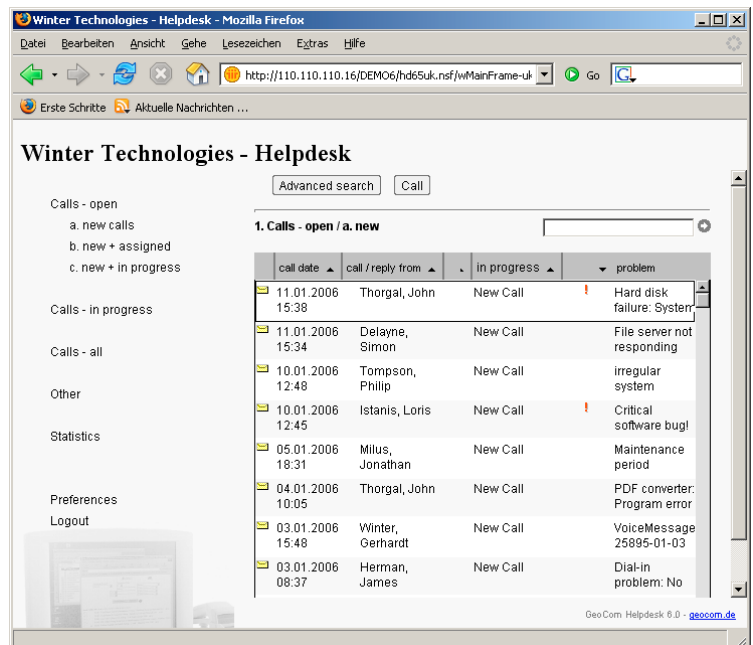 Winter Technologies - Helpdesk - Mozilla Firefox
Datei Bearbeiten Ansicht Gehe Lesezeichen Extras Hilfe
http://110.110.110.16/DEMO6/hd65uk.nsf/wMainFrame-uk Go G
Erste Schritte Aktuelle Nachrichten ...
Winter Technologies - Helpdesk
Advanced search Call
Calls - open
a. new calls
b. new + assigned
c. new + in progress
Calls - in progress
Calls - all
Other
Statistics
Preferences
Logout
1. Calls - open / a. new
call date call / reply from . in progress problem
11.01.2006 Thorgal, John New Call ! Hard disk
15:38 failure: System
11.01.2006 Delayne, New Call File server not
15:34 Simon responding
10.01.2006 Tompson, New Call irregular
12:48 Philip system
10.01.2006 Istanis, Loris New Call ! Critical
12:45 software bug!
05.01.2006 Milus, New Call Maintenance
18:31 Jonathan period
04.01.2006 Thorgal, John New Call PDF converter:
10:05 Program error
03.01.2006 Winter, New Call VoiceMessage
15:48 Gerhardt 25895-01-03
03.01.2006 Herman, New Call Dial-in
08:37 James problem: No
GeoCom Helpdesk 6.0 - geocom.de